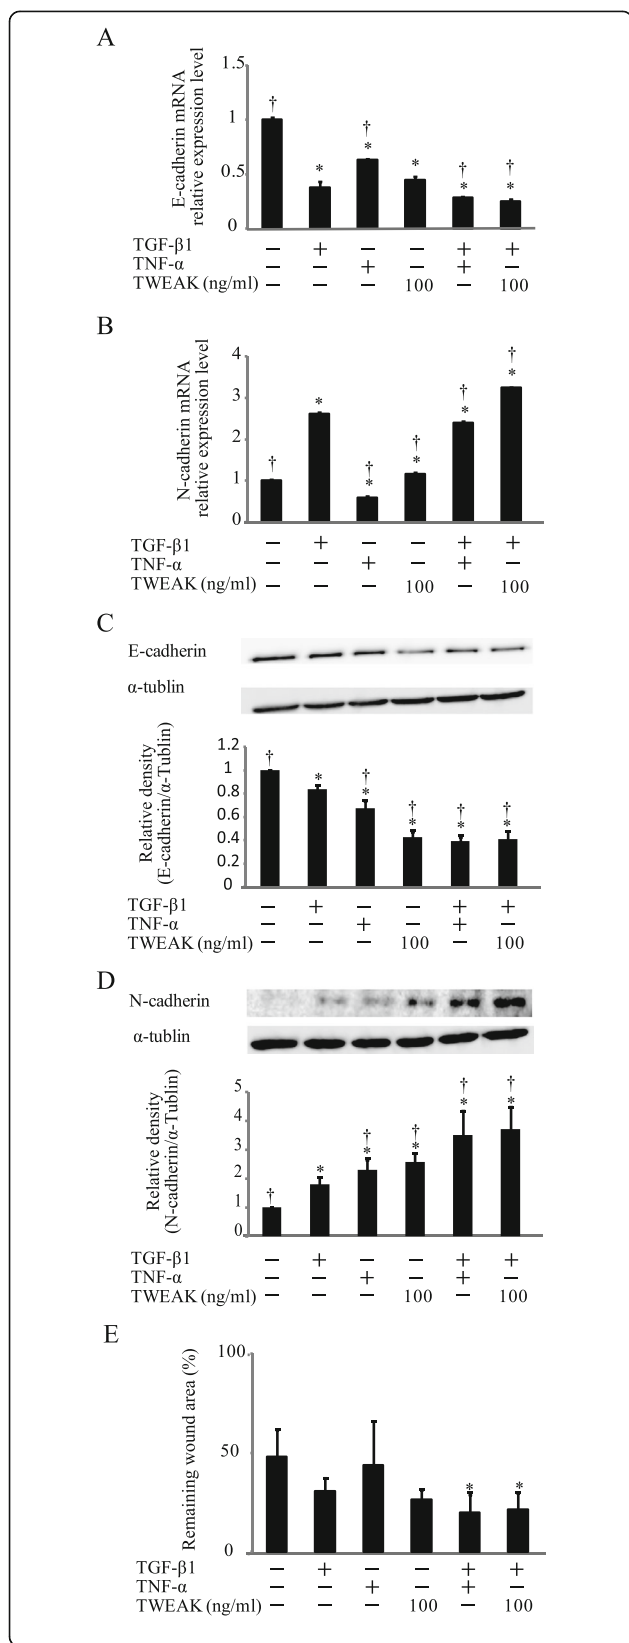 A
E-cadherin mRNA
relative expression level
1.5
1
0.5
0
† * † * * † * † *
TGF-β1 − + − − + +
TNF-α − − + − + −
TWEAK (ng/ml) − − − 100 − 100
B
N-cadherin mRNA
relative expression level
4
3
2
1
0
† * † * † * † * † *
TGF-β1 − + − − + +
TNF-α − − + − + −
TWEAK (ng/ml) − − − 100 − 100
C
E-cadherin
α-tublin
Relative density
(E-cadherin/α-Tublin)
1.2
1
0.8
0.6
0.4
0.2
0
† * † * † * † * † *
TGF-β1 − + − − + +
TNF-α − − + − + −
TWEAK (ng/ml) − − − 100 − 100
D
N-cadherin
α-tublin
Relative density
(N-cadherin/α-Tublin)
5
4
3
2
1
0
† * † * † * † * † *
TGF-β1 − + − − + +
TNF-α − − + − + −
TWEAK (ng/ml) − − − 100 − 100
E
Remaining wound area (%)
100
50
0
* *
TGF-β1 − + − − + +
TNF-α − − + − + −
TWEAK (ng/ml) − − − 100 − 100